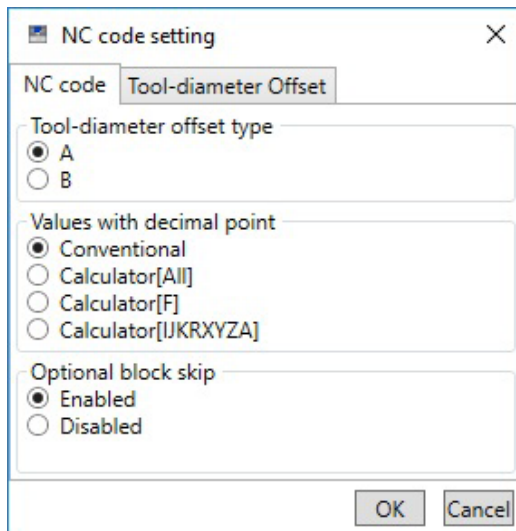 NC code setting
NC code Tool-diameter Offset
Tool-diameter offset type
A
B
Values with decimal point
Conventional
Calculator[All]
Calculator[F]
Calculator[IJKRXYZA]
Optional block skip
Enabled
Disabled
OK Cancel